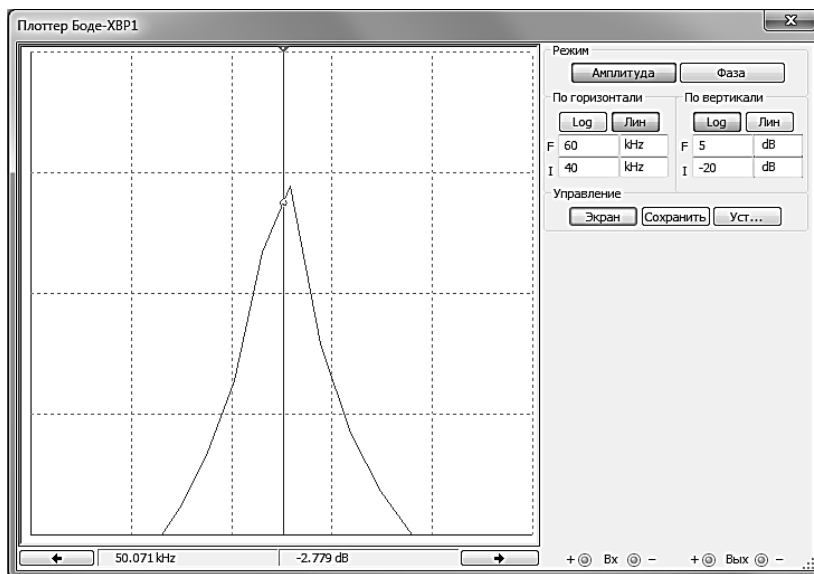 Плоттер Боде-XBP1
Режим
Амплитуда Фаза
По горизонтали По вертикали
Log Лин Log Лин
F 60 kHz F 5 dB
I 40 kHz I -20 dB
Управление
Экран Сохранить Уст...
50.071 kHz -2.779 dB
+ Вх − + Вых −